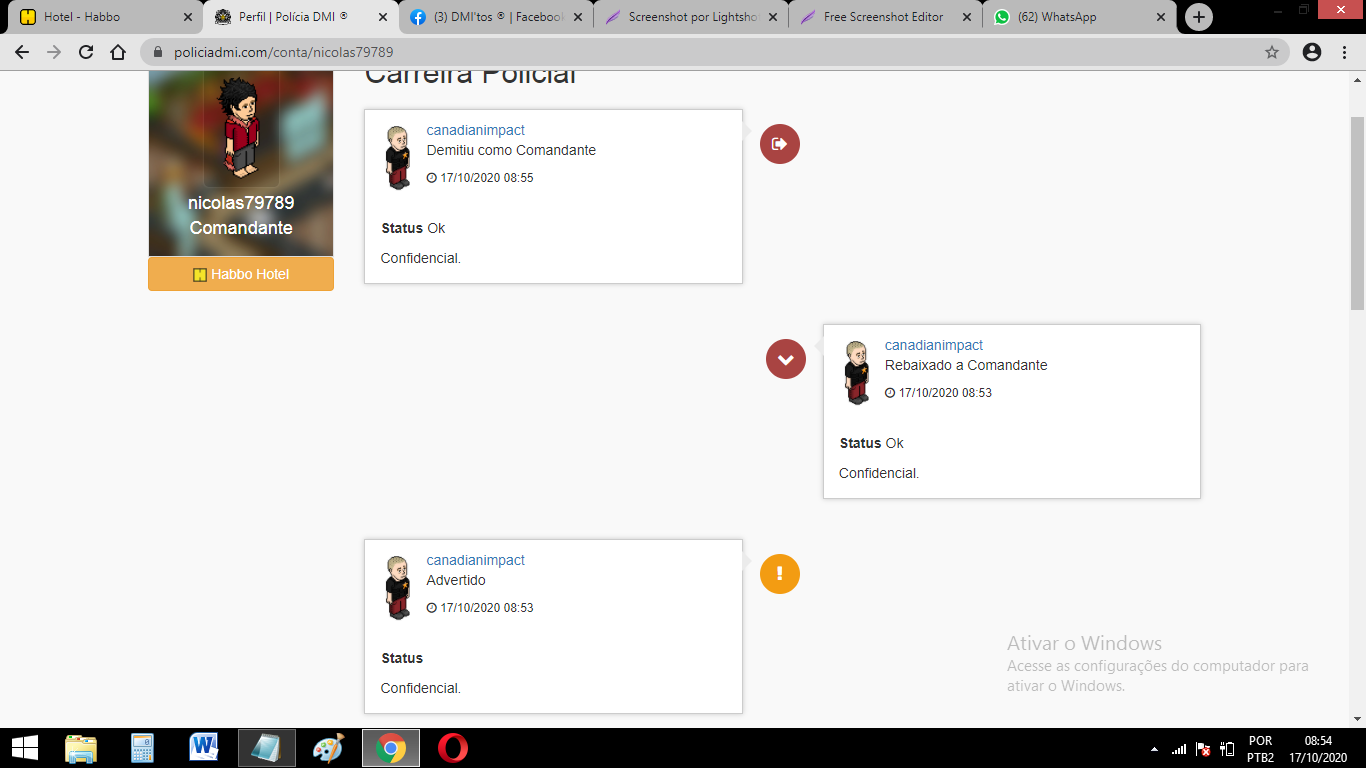 Hotel - Habbo
Perfil | Polícia DMI ®
(3) DMI'tos ® | Facebook
Screenshot por Lightshot
Free Screenshot Editor
(62) WhatsApp
policiadmi.com/conta/nicolas79789
Carreira Policial
nicolas79789
Comandante
Habbo Hotel
canadianimpact
Demitiu como Comandante
17/10/2020 08:55
Status Ok
Confidencial.
canadianimpact
Rebaixado a Comandante
17/10/2020 08:53
Status Ok
Confidencial.
canadianimpact
Advertido
17/10/2020 08:53
Status
Confidencial.
Ativar o Windows
Acesse as configurações do computador para
ativar o Windows.
POR
PTB2
08:54
17/10/2020